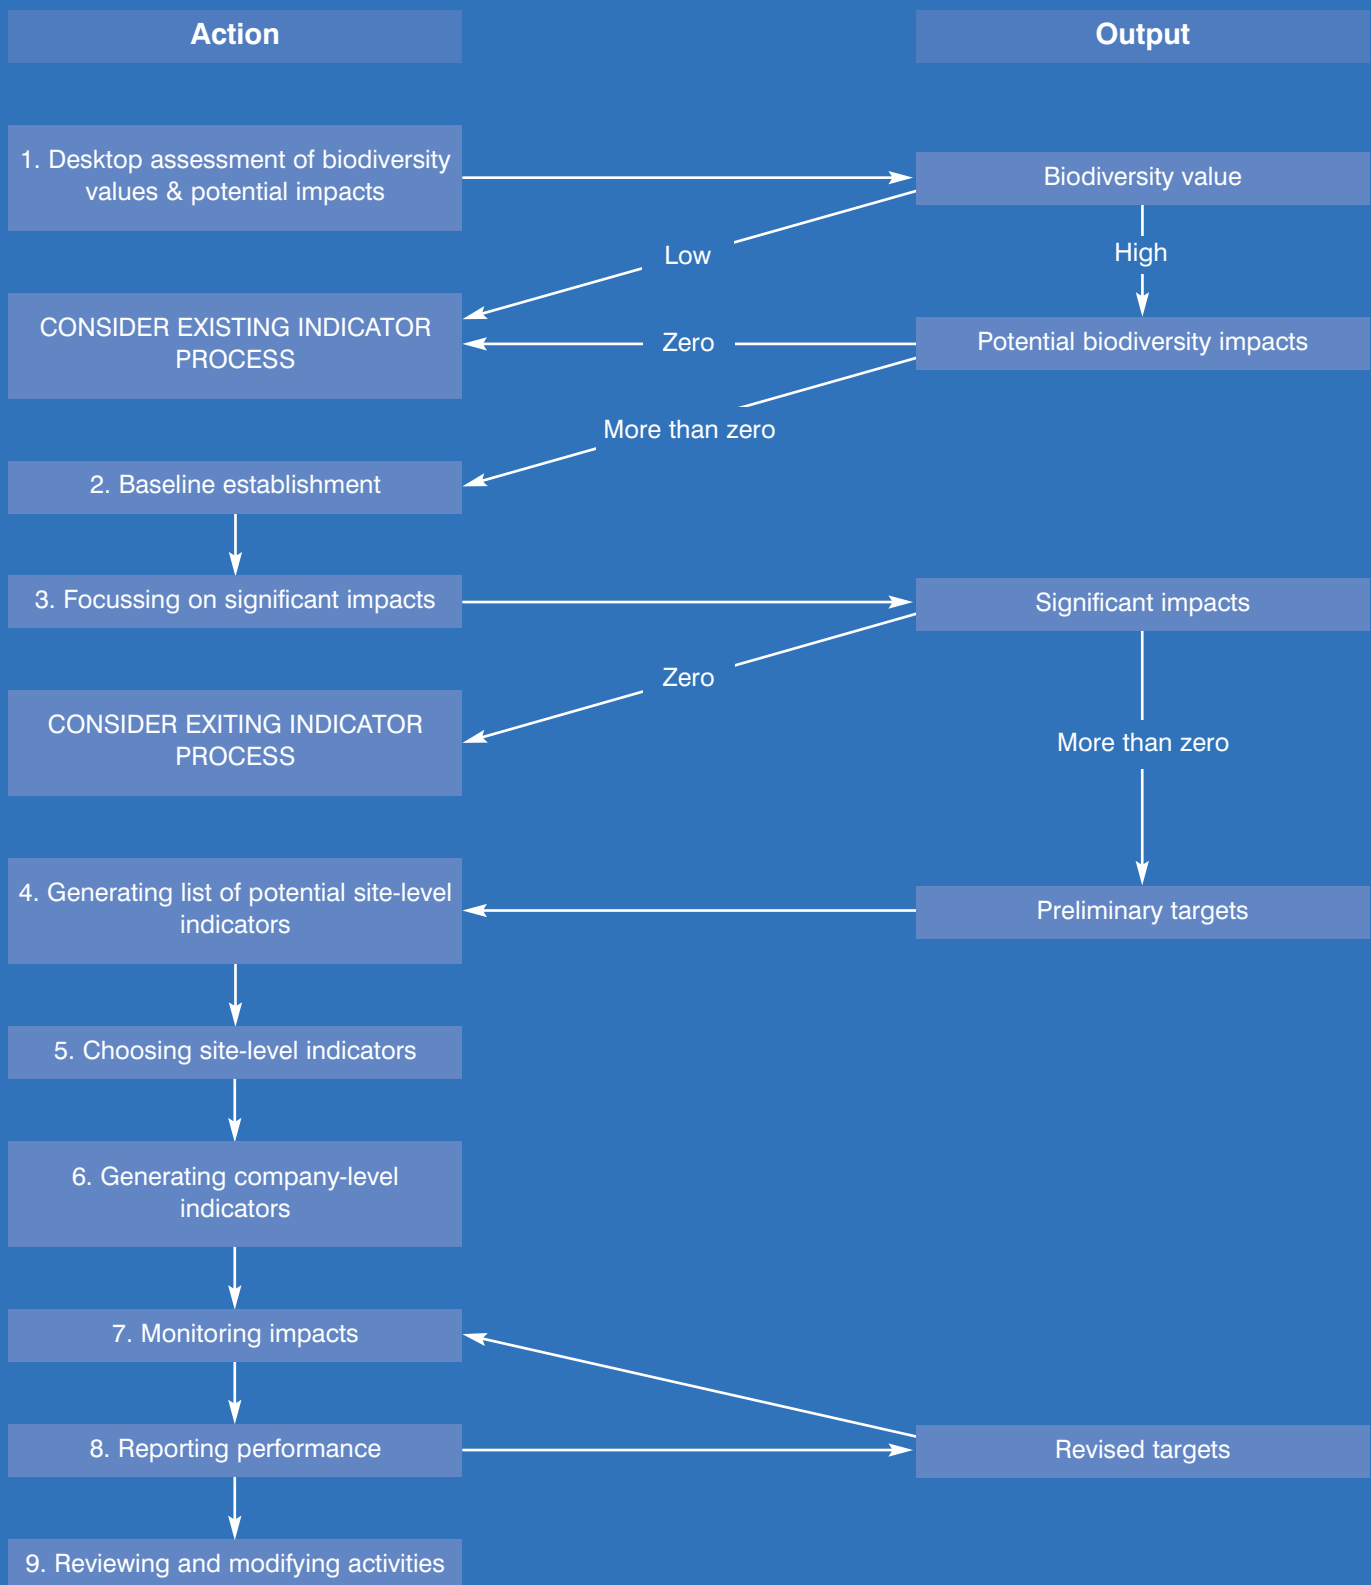 Action
Output
1. Desktop assessment of biodiversity
values & potential impacts
Biodiversity value
Low
High
CONSIDER EXISTING INDICATOR
PROCESS
Zero
Potential biodiversity impacts
More than zero
2. Baseline establishment
3. Focussing on significant impacts
Significant impacts
Zero
CONSIDER EXITING INDICATOR
PROCESS
More than zero
4. Generating list of potential site-level
indicators
Preliminary targets
5. Choosing site-level indicators
6. Generating company-level
indicators
7. Monitoring impacts
8. Reporting performance
Revised targets
9. Reviewing and modifying activities